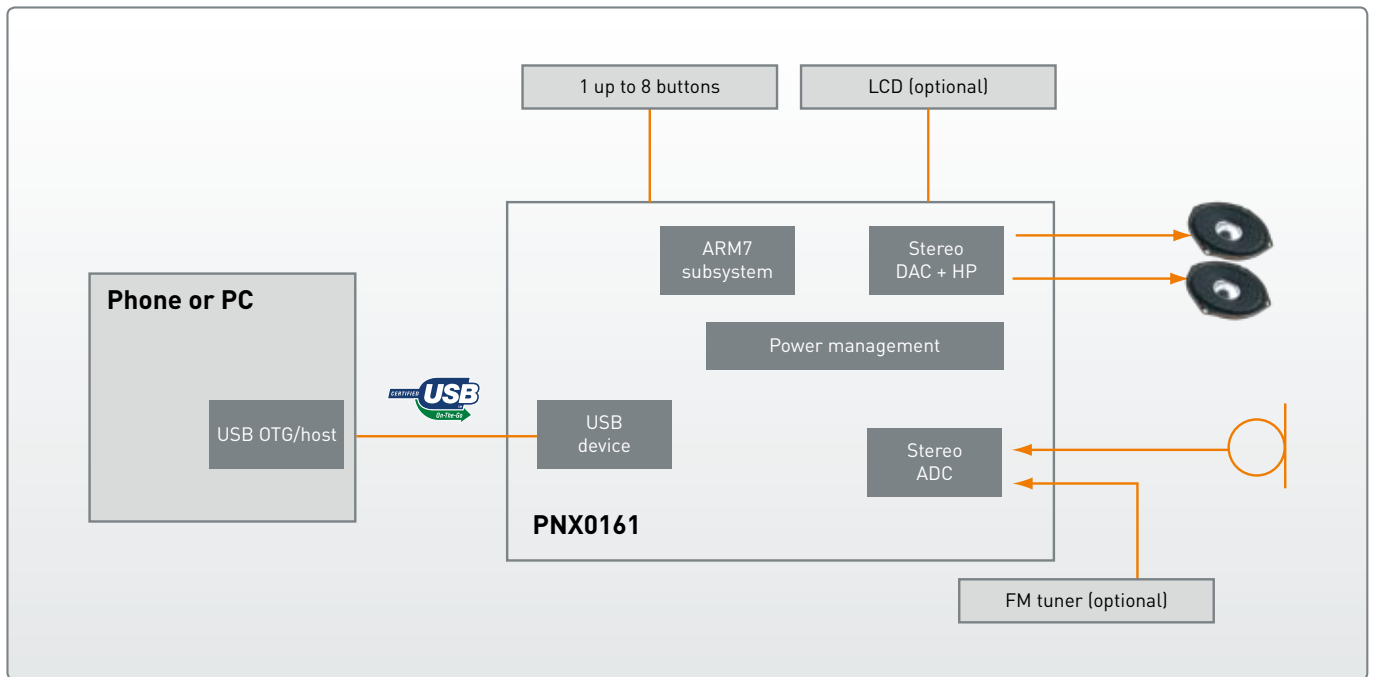 1 up to 8 buttons
LCD (optional)
ARM7
subsystem
Stereo
DAC + HP
Phone or PC
Power management
CERTIFIED
USB
On-The-Go
USB OTG/host
USB
device
Stereo
ADC
PNX0161
FM tuner (optional)